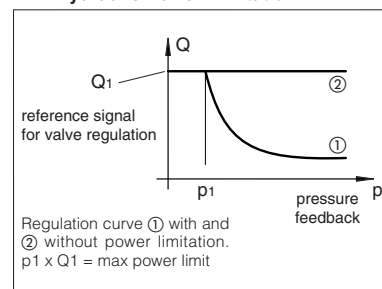 Q
Q1
②
reference signal
for valve regulation
①
p1
p
pressure
feedback
Regulation curve ① with and
② without power limitation.
p1 x Q1 = max power limit